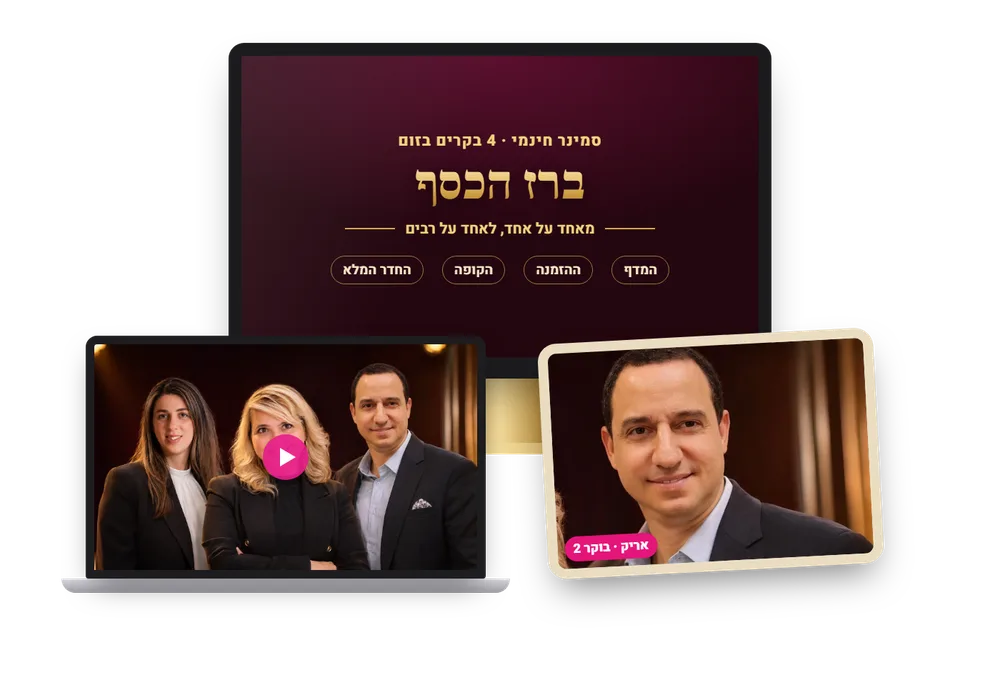 סמינר חינמי · 4 בקרים בזום
ברז הכסף
מאחד על אחד, לאחד על רבים
המדף
ההזמנה
הקופה
החדר המלא
אריק · בוקר 2